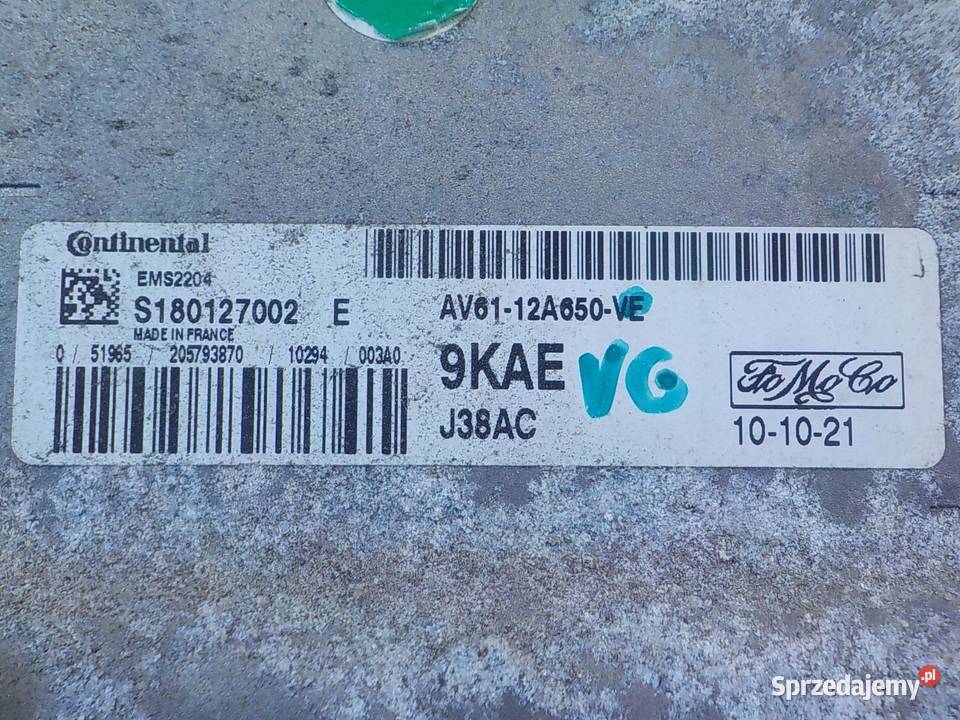 Continental
EMS2204
S180127002 E
MADE IN FRANCE
0 / 51965 / 205793870 / 10294 / 003A0
AV61-12A650-VE
9KAE VG
J38AC
FoMoCo
10-10-21
Sprzedajemy.pl